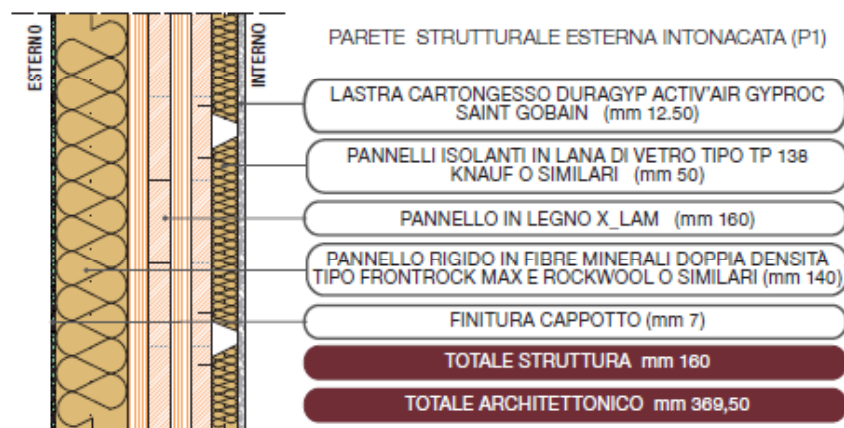 PARETE STRUTTURALE ESTERNA INTONACATA (P1)
ESTERNO
INTERNO
LASTRA CARTONGESSO DURAGYP ACTIV'AIR GYPROC
SAINT GOBAIN (mm 12.50)
PANNELLI ISOLANTI IN LANA DI VETRO TIPO TP 138
KNAUF O SIMILARI (mm 50)
PANNELLO IN LEGNO X_LAM (mm 160)
PANNELLO RIGIDO IN FIBRE MINERALI DOPPIA DENSITÀ
TIPO FRONTROCK MAX E ROCKWOOL O SIMILARI (mm 140)
FINITURA CAPPOTTO (mm 7)
TOTALE STRUTTURA mm 160
TOTALE ARCHITETTONICO mm 369,50